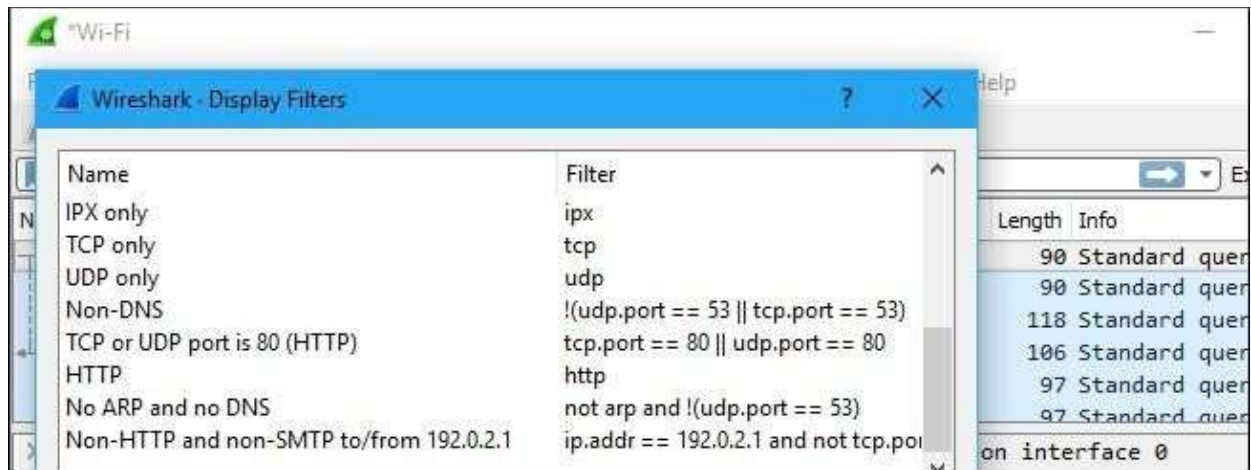 *Wi-Fi
Help
Wireshark - Display Filters ? ×
Name Filter
IPX only ipx
TCP only tcp
UDP only udp
Non-DNS !(udp.port == 53 || tcp.port == 53)
TCP or UDP port is 80 (HTTP) tcp.port == 80 || udp.port == 80
HTTP http
No ARP and no DNS not arp and !(udp.port == 53)
Non-HTTP and non-SMTP to/from 192.0.2.1 ip.addr == 192.0.2.1 and not tcp.por
Length Info
90 Standard quer
90 Standard quer
118 Standard quer
106 Standard quer
97 Standard quer
97 Standard quer
on interface 0